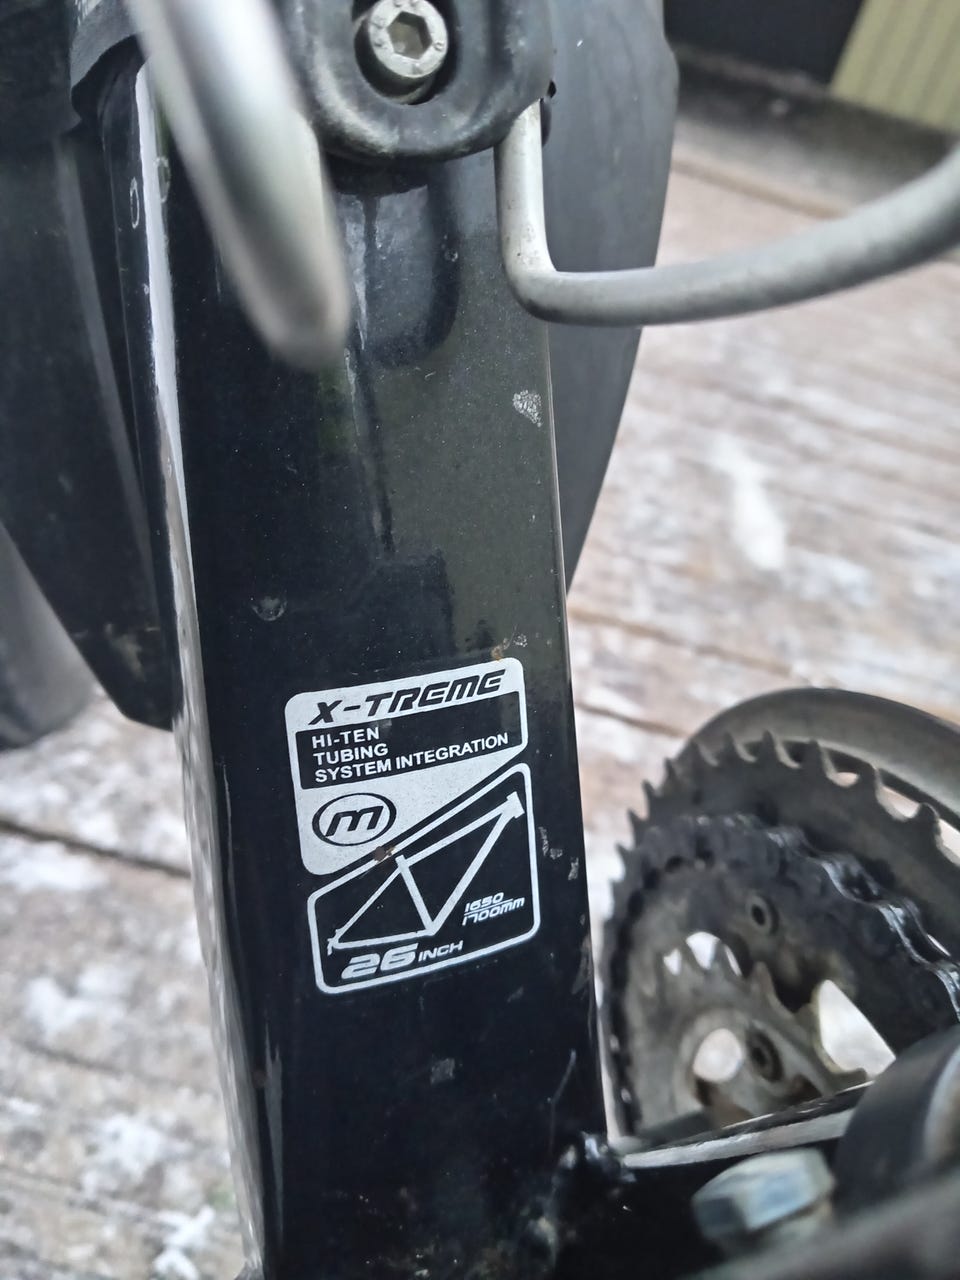 X-TREME
HI-TEN
TUBING
SYSTEM INTEGRATION
m
1650
1700mm
26 INCH